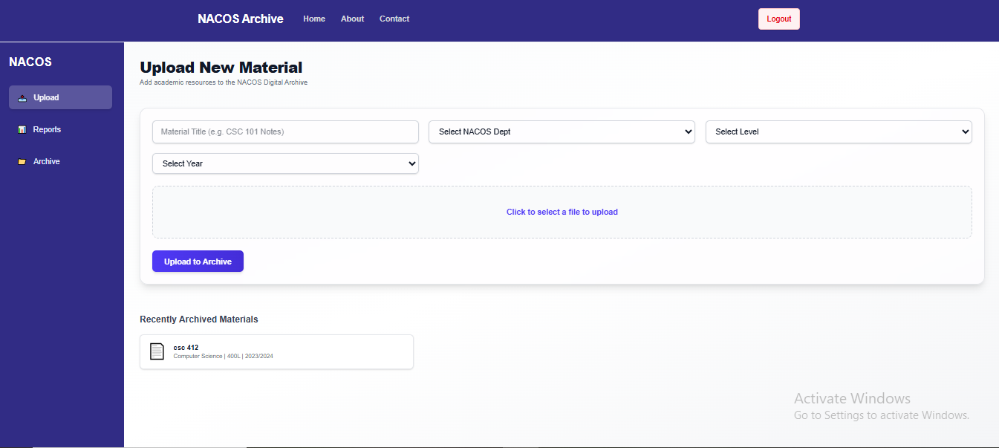 NACOS Archive Home About Contact Logout
NACOS
Upload
Reports
Archive
Upload New Material
Add academic resources to the NACOS Digital Archive
Material Title (e.g. CSC 101 Notes) Select NACOS Dept Select Level
Select Year
Click to select a file to upload
Upload to Archive
Recently Archived Materials
csc 412
Computer Science | 400L | 2023/2024
Activate Windows
Go to Settings to activate Windows.